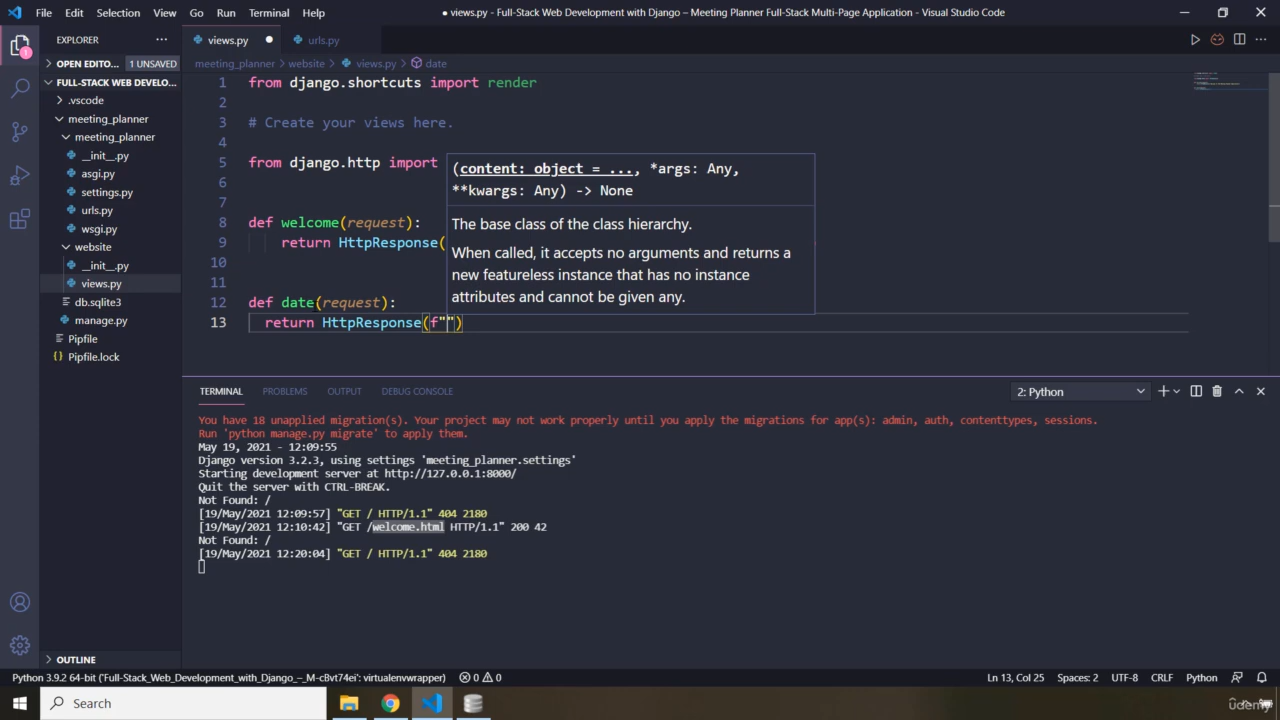 File Edit Selection View Go Run Terminal Help
● views.py - Full-Stack Web Development with Django – Meeting Planner Full-Stack Multi-Page Application - Visual Studio Code
EXPLORER
OPEN EDITO... 1 UNSAVED
FULL-STACK WEB DEVELO...
.vscode
meeting_planner
meeting_planner
__init__.py
asgi.py
settings.py
urls.py
wsgi.py
website
__init__.py
views.py
db.sqlite3
manage.py
Pipfile
Pipfile.lock
OUTLINE
views.py ● urls.py
meeting_planner > website > views.py > date
1 from django.shortcuts import render
2
3 # Create your views here.
4
5 from django.http import
6
7
8 def welcome(request):
9 return HttpResponse(
10
11
12 def date(request):
13 return HttpResponse(f"")
(content: object = ..., *args: Any,
**kwargs: Any) -> None
The base class of the class hierarchy.
When called, it accepts no arguments and returns a
new featureless instance that has no instance
attributes and cannot be given any.
TERMINAL PROBLEMS OUTPUT DEBUG CONSOLE
2: Python
You have 18 unapplied migration(s). Your project may not work properly until you apply the migrations for app(s): admin, auth, contenttypes, sessions.
Run 'python manage.py migrate' to apply them.
May 19, 2021 - 12:09:55
Django version 3.2.3, using settings 'meeting_planner.settings'
Starting development server at http://127.0.0.1:8000/
Quit the server with CTRL-BREAK.
Not Found: /
[19/May/2021 12:09:57] "GET / HTTP/1.1" 404 2180
[19/May/2021 12:10:42] "GET /welcome.html HTTP/1.1" 200 42
Not Found: /
[19/May/2021 12:20:04] "GET / HTTP/1.1" 404 2180
Python 3.9.2 64-bit ('Full-Stack_Web_Development_with_Django_–_M-cBvt74ei': virtualenvwrapper) 0 0
Ln 13, Col 25 Spaces: 2 UTF-8 CRLF Python
Search
udemy